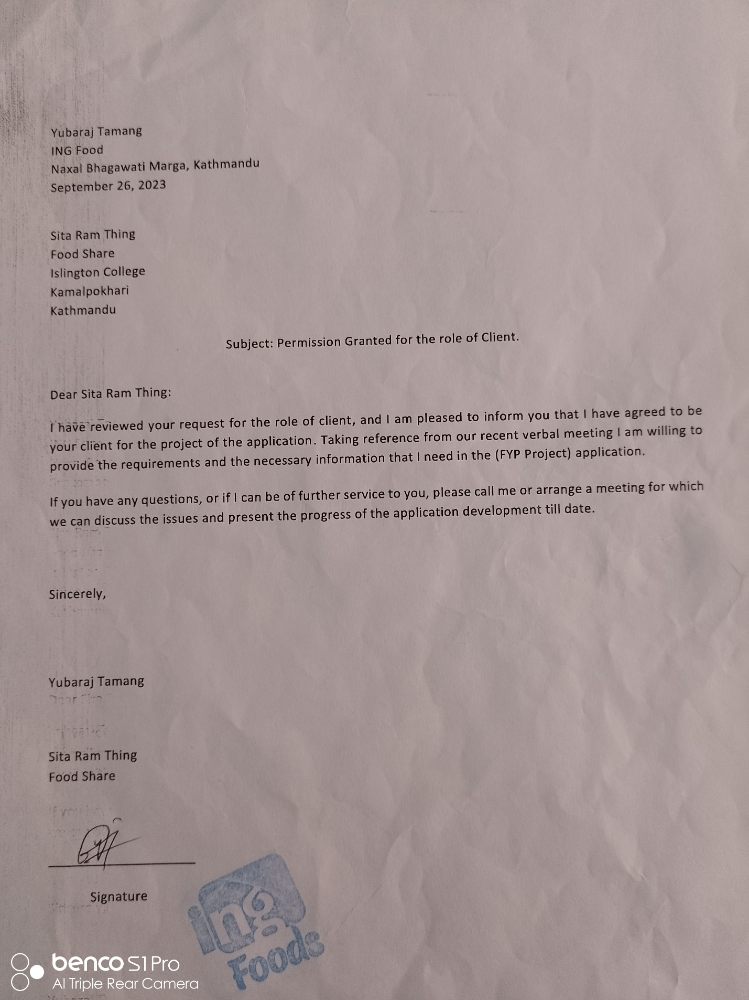 Yubaraj Tamang
ING Food
Naxal Bhagawati Marga, Kathmandu
September 26, 2023
Sita Ram Thing
Food Share
Islington College
Kamalpokhari
Kathmandu
Subject: Permission Granted for the role of Client.
Dear Sita Ram Thing:
I have reviewed your request for the role of client, and I am pleased to inform you that I have agreed to be
your client for the project of the application. Taking reference from our recent verbal meeting I am willing to
provide the requirements and the necessary information that I need in the (FYP Project) application.
If you have any questions, or if I can be of further service to you, please call me or arrange a meeting for which
we can discuss the issues and present the progress of the application development till date.
Sincerely,
Yubaraj Tamang
Sita Ram Thing
Food Share
Signature
ing
Foods
benco S1 Pro
AI Triple Rear Camera